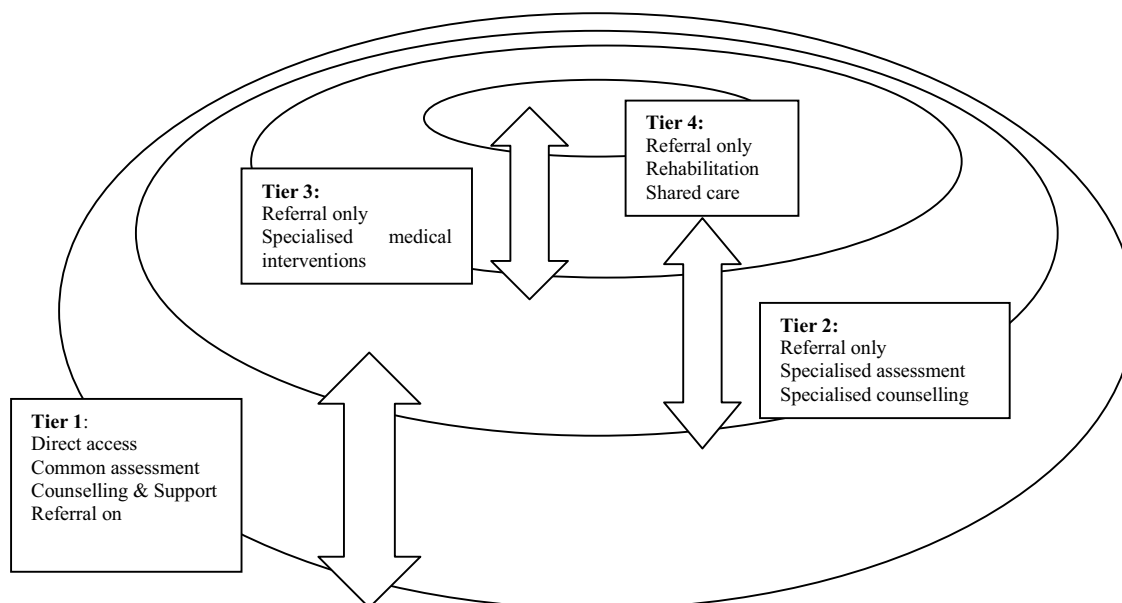 Tier 4:
Referral only
Rehabilitation
Shared care
Tier 3:
Referral only
Specialised medical
interventions
Tier 2:
Referral only
Specialised assessment
Specialised counselling
Tier 1:
Direct access
Common assessment
Counselling & Support
Referral on